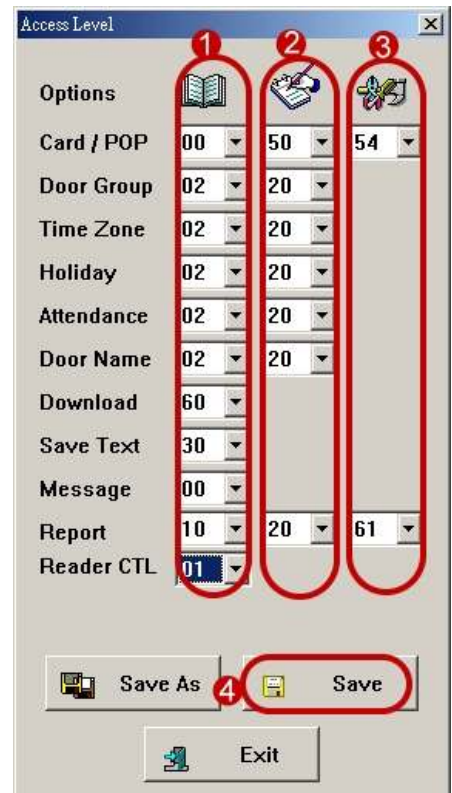 Access Level
1 2 3
Options
Card / POP 00 50 54
Door Group 02 20
Time Zone 02 20
Holiday 02 20
Attendance 02 20
Door Name 02 20
Download 60
Save Text 30
Message 00
Report 10 20 61
Reader CTL 01
Save As 4 Save
Exit